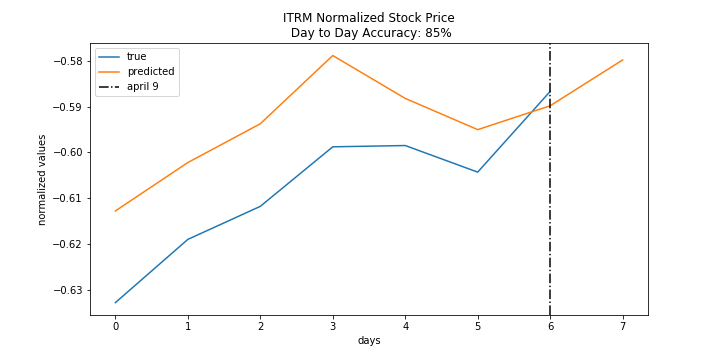 ITRM Normalized Stock Price
Day to Day Accuracy: 85%
true
predicted
april 9
normalized values
−0.58
−0.59
−0.60
−0.61
−0.62
−0.63
0 1 2 3 4 5 6 7
days